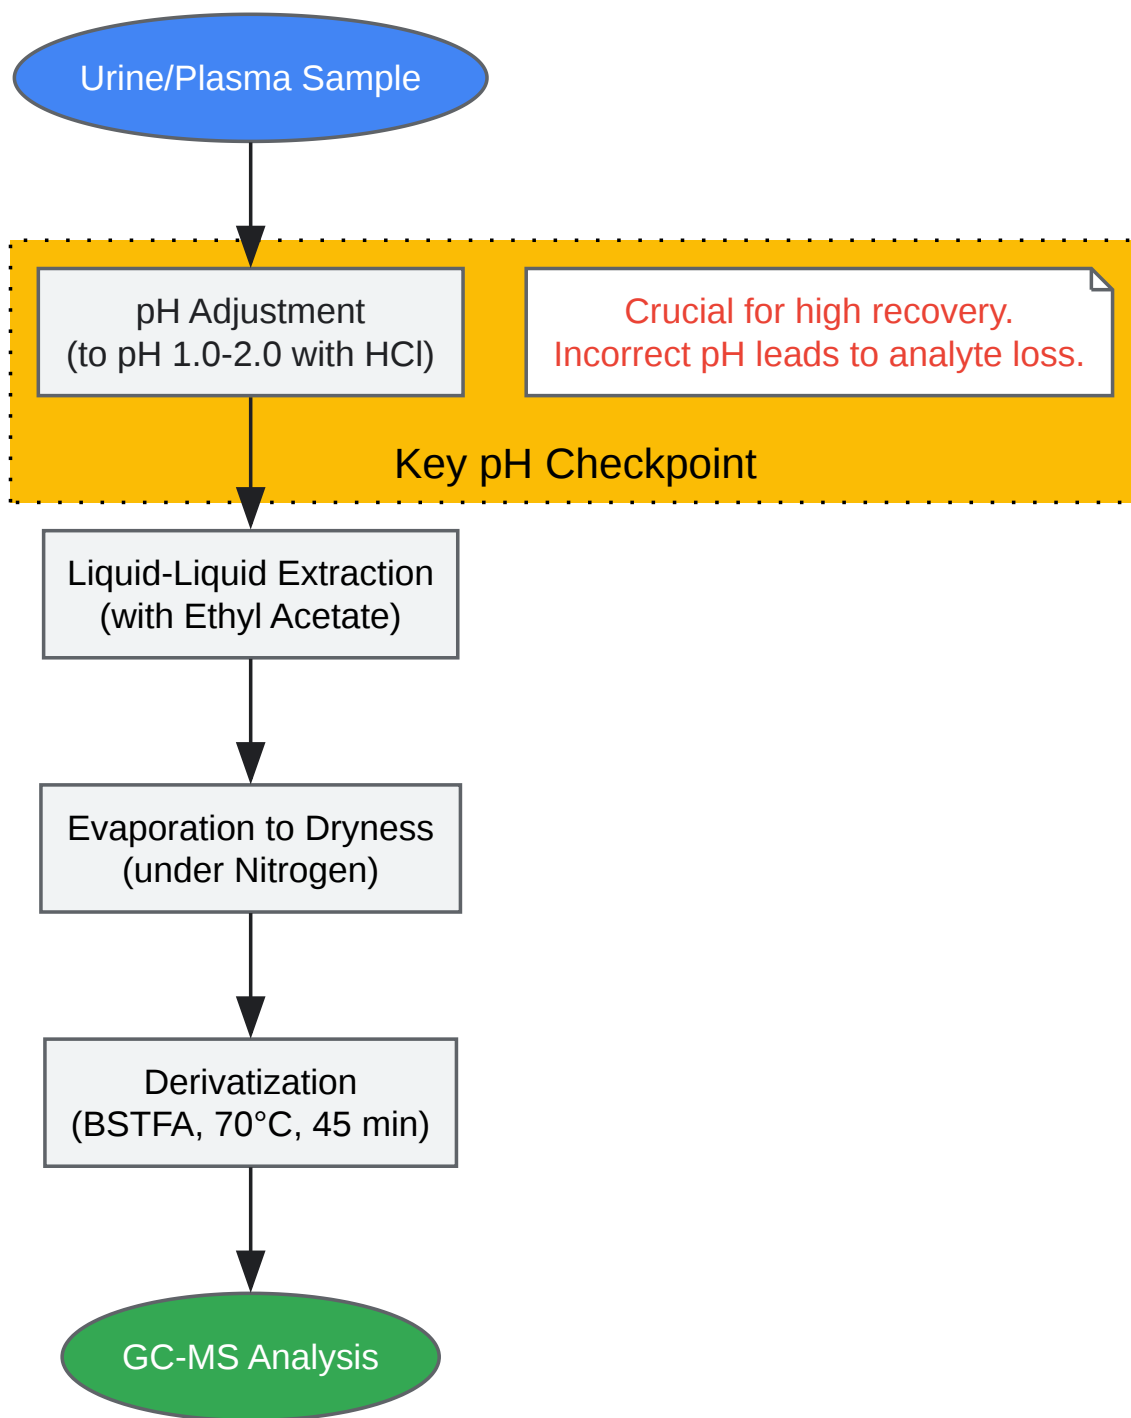 Urine/Plasma Sample
pH Adjustment
(to pH 1.0-2.0 with HCl)
Crucial for high recovery.
Incorrect pH leads to analyte loss.
Key pH Checkpoint
Liquid-Liquid Extraction
(with Ethyl Acetate)
Evaporation to Dryness
(under Nitrogen)
Derivatization
(BSTFA, 70°C, 45 min)
GC-MS Analysis